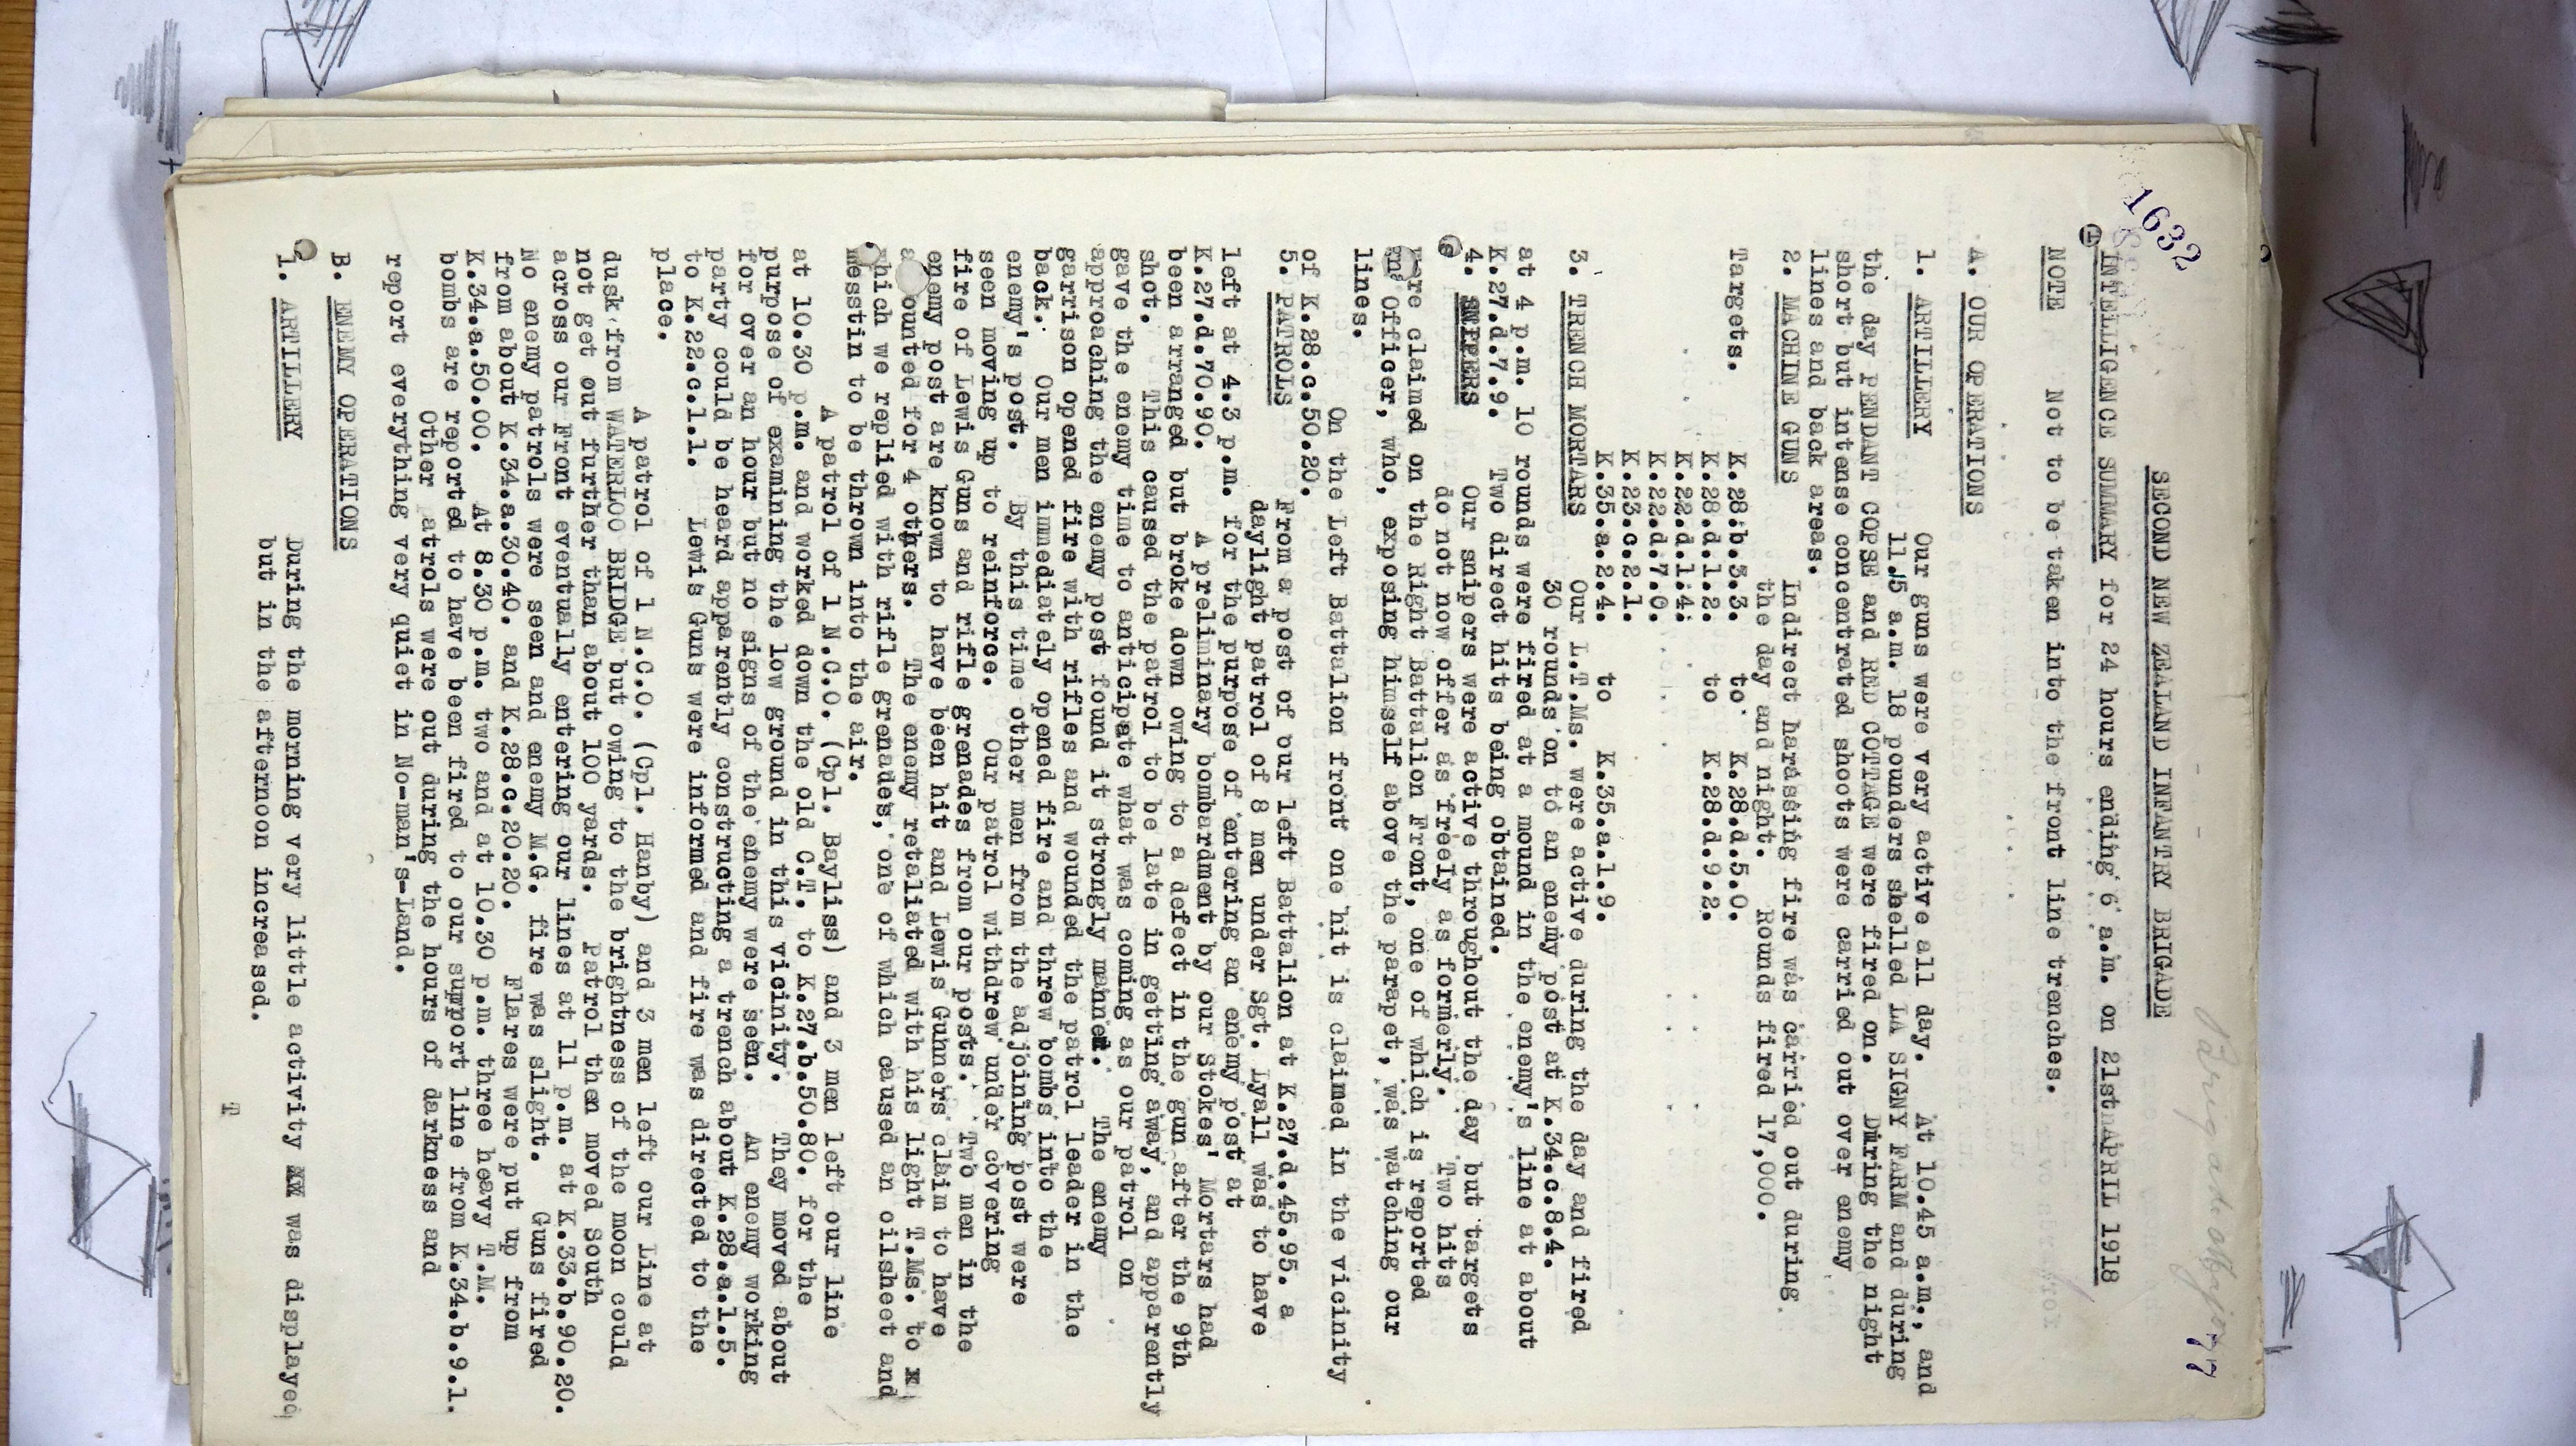 1632
77
SECOND NEW ZEALAND INFANTRY BRIGADE
INTELLIGENCE SUMMARY for 24 hours ending 6 a.m. on 21st APRIL 1918
NOTE Not to be taken into the front line trenches.
A. OUR OPERATIONS
1. ARTILLERY Our guns were very active all day. At 10.45 a.m., and
11.15 a.m. 18 pounders shelled LA SIGNY FARM and during
the day PENDANT COPSE and RED COTTAGE were fired on. During the night
short but intense concentrated shoots were carried out over enemy
lines and back areas.
2. MACHINE GUNS Indirect harassing fire was carried out during
the day and night. Rounds fired 17,000.
Targets. K.28.b.3.3. to K.28.d.5.0.
K.28.d.1.2. to K.28.d.9.2.
K.22.d.1.4.
K.22.d.7.0.
K.23.c.2.1.
K.35.a.2.4. to K.35.a.1.9.
3. TRENCH MORTARS Our L.T.Ms. were active during the day and fired
30 rounds on to an enemy post at K.34.c.8.4.
at 4 p.m. 10 rounds were fired at a mound in the enemy's line at about
K.27.d.7.9. Two direct hits being obtained.
4. SNIPERS Our snipers were active throughout the day but targets
do not now offer as freely as formerly. Two hits
were claimed on the Right Battalion Front, one of which is reported
an Officer, who, exposing himself above the parapet, was watching our
lines.
On the Left Battalion front one hit is claimed in the vicinity
of K.28.c.50.20.
5. PATROLS From a post of our left Battalion at K.27.d.45.95. a
daylight patrol of 8 men under Sgt. Lyall was to have
left at 4.3 p.m. for the purpose of entering an enemy post at
K.27.d.70.90. A preliminary bombardment by our Stokes' Mortars had
been arranged but broke down owing to a defect in the gun after the 9th
shot. This caused the patrol to be late in getting away, and apparently
gave the enemy time to anticipate what was coming as our patrol on
approaching the enemy post found it strongly manned. The enemy
garrison opened fire with rifles and wounded the patrol leader in the
back. Our men immediately opened fire and threw bombs into the
enemy's post. By this time other men from the adjoining post were
seen moving up to reinforce. Our patrol withdrew under covering
fire of Lewis Guns and rifle grenades from our posts. Two men in the
enemy post are known to have been hit and Lewis Gunners claim to have
accounted for 4 others. The enemy retaliated with his light T.Ms. to x
which we replied with rifle grenades, one of which caused an oilsheet and
messtin to be thrown into the air.
A patrol of 1 N.C.O. (Cpl. Bayliss) and 3 men left our line
at 10.30 p.m. and worked down the old C.T. to K.27.b.50.80. for the
purpose of examining the low ground in this vicinity. They moved about
for over an hour but no signs of the enemy were seen. An enemy working
party could be heard apparently constructing a trench about K.28.a.1.5.
to K.22.c.1.1. Lewis Guns were informed and fire was directed to the
place.
A patrol of 1 N.C.O. (Cpl. Hanby) and 3 men left our Line at
dusk from WATERLOO BRIDGE but owing to the brightness of the moon could
not get out further than about 100 yards. Patrol then moved South
across our Front eventually entering our lines at 11 p.m. at K.33.b.90.20.
No enemy patrols were seen and enemy M.G. fire was slight. Guns fired
from about K.34.a.30.40. and K.28.c.20.20. Flares were put up from
K.34.a.50.00. At 8.30 p.m. two and at 10.30 p.m. three heavy T.M.
bombs are reported to have been fired to our support line from K.34.b.9.1.
Other atrols were out during the hours of darkness and
report everything very quiet in No-man's-Land.
B. ENEMY OPERATIONS
1. ARTILLERY During the morning very little activity was displayed
but in the afternoon increased.